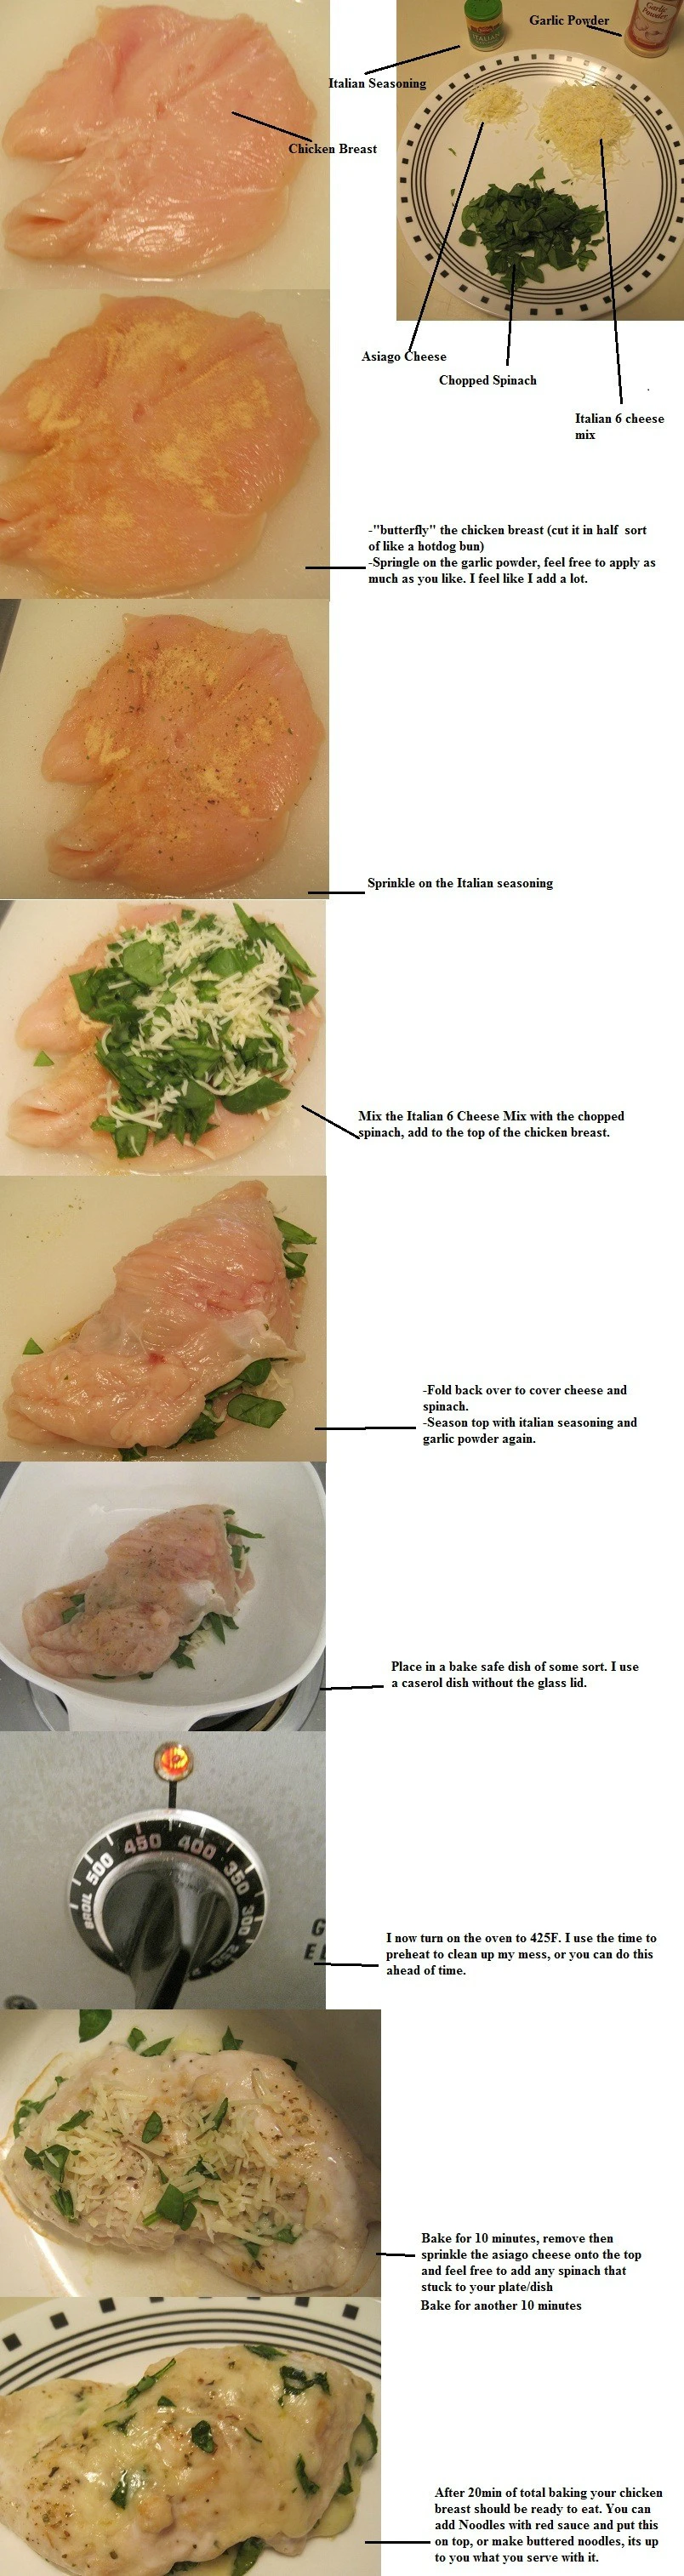 Garlic Powder
Garlic
Powder
ITALIAN
Italian Seasoning
Chicken Breast
Asiago Cheese
Chopped Spinach
Italian 6 cheese
mix
-"butterfly" the chicken breast (cut it in half sort
of like a hotdog bun)
-Springle on the garlic powder, feel free to apply as
much as you like. I feel like I add a lot.
Sprinkle on the Italian seasoning
Mix the Italian 6 Cheese Mix with the chopped
spinach, add to the top of the chicken breast.
-Fold back over to cover cheese and
spinach.
-Season top with italian seasoning and
garlic powder again.
Place in a bake safe dish of some sort. I use
a caserol dish without the glass lid.
BROIL 500 450 400 350 300
G
EL
I now turn on the oven to 425F. I use the time to
preheat to clean up my mess, or you can do this
ahead of time.
Bake for 10 minutes, remove then
sprinkle the asiago cheese onto the top
and feel free to add any spinach that
stuck to your plate/dish
Bake for another 10 minutes
After 20min of total baking your chicken
breast should be ready to eat. You can
add Noodles with red sauce and put this
on top, or make buttered noodles, its up
to you what you serve with it.